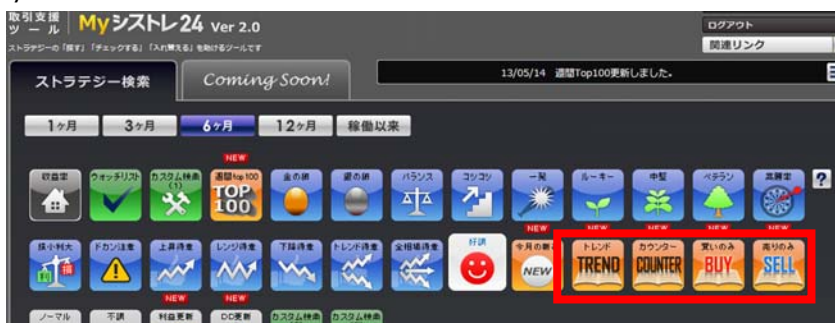 取引支援
ツール Myシストレ24 Ver 2.0
ストラテジーの「探す」「チェックする」「入れ替える」を助けるツールです
ログアウト
関連リンク
ストラテジー検索 Coming Soon!
13/05/14 週間Top100更新しました。
1ヶ月 3ヶ月 6ヶ月 12ヶ月 稼働以来
NEW
収益率 ウオッチリスト カスタム検索(1) 週間top100 金の卵 銀の卵 バランス コツコツ 一発 ルーキー 中堅 ベテラン 高勝率
TOP
100
?
NEW NEW NEW NEW NEW
損小利大 ドカン注意 上昇得意 レンジ得意 下降得意 トレンド得意 全相場得意 好調 今月の新 トレンド カウンター 買いのみ 売りのみ
損
NEW TREND COUNTER BUY SELL
NEW NEW
ノーマル 不調 利益更新 DD更新 カスタム検索 カスタム検索